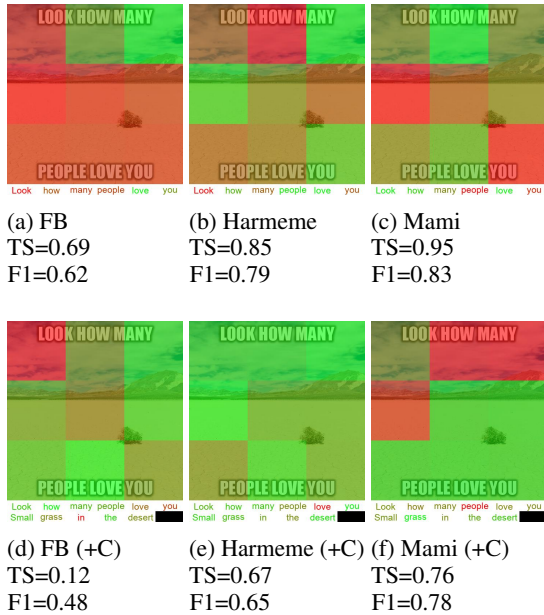 LOOK HOW MANY LOOK HOW MANY LOOK HOW MANY
PEOPLE LOVE YOU PEOPLE LOVE YOU PEOPLE LOVE YOU
Look how many people love you Look how many people love you Look how many people love you
(a) FB (b) Harmeme (c) Mami
TS=0.69 TS=0.85 TS=0.95
F1=0.62 F1=0.79 F1=0.83
LOOK HOW MANY LOOK HOW MANY LOOK HOW MANY
PEOPLE LOVE YOU PEOPLE LOVE YOU PEOPLE LOVE YOU
Look how many people love you Look how many people love you Look how many people love you
Small grass in the desert Small grass in the desert Small grass in the desert
(d) FB (+C) (e) Harmeme (+C) (f) Mami (+C)
TS=0.12 TS=0.67 TS=0.76
F1=0.48 F1=0.65 F1=0.78